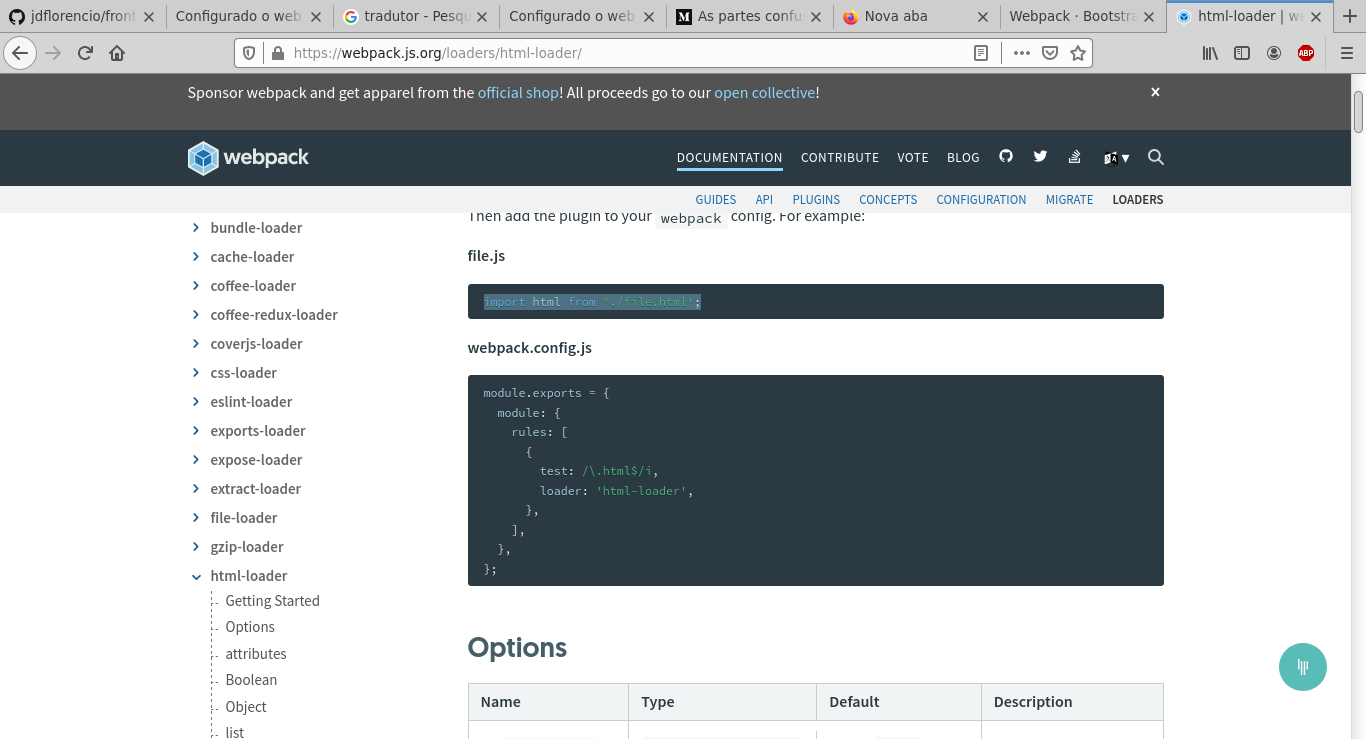 jdflorencio/front
Configurado o web
tradutor - Pesqu
Configurado o web
As partes confu
Nova aba
Webpack · Bootstra
html-loader | we
https://webpack.js.org/loaders/html-loader/
ABP
Sponsor webpack and get apparel from the official shop! All proceeds go to our open collective!
webpack
DOCUMENTATION CONTRIBUTE VOTE BLOG
GUIDES API PLUGINS CONCEPTS CONFIGURATION MIGRATE LOADERS
bundle-loader
cache-loader
coffee-loader
coffee-redux-loader
coverjs-loader
css-loader
eslint-loader
exports-loader
expose-loader
extract-loader
file-loader
gzip-loader
html-loader
Getting Started
Options
attributes
Boolean
Object
list
Then add the plugin to your webpack config. For example:
file.js
import html from './file.html';
webpack.config.js
module.exports = {
  module: {
    rules: [
      {
        test: /\.html$/i,
        loader: 'html-loader',
      },
    ],
  },
};
Options
Name Type Default Description